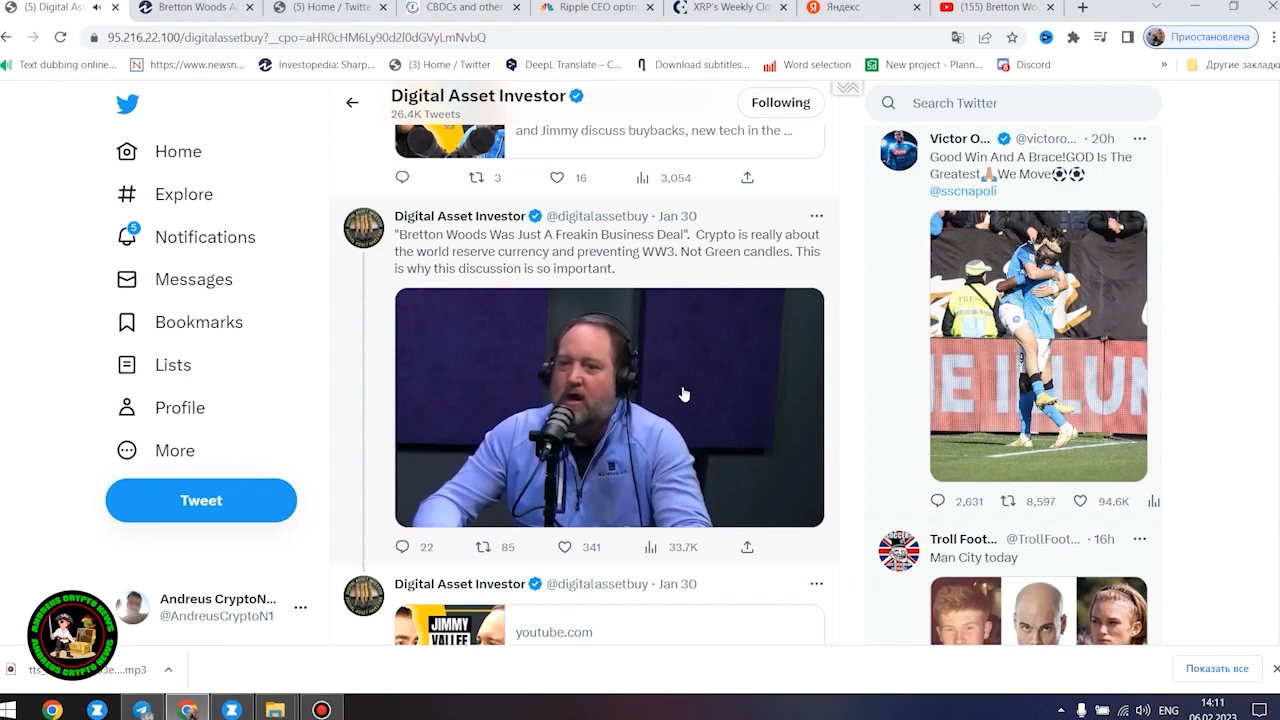 (5) Digital As
Bretton Woods A
(5) Home / Twitte
CBDCs and other
Ripple CEO optim
XRP's Weekly Clo
Яндекс
(155) Bretton Wo
95.216.22.100/digitalassetbuy?__cpo=aHR0cHM6Ly90d2l0dGVyLmNvbQ
Приостановлена
Text dubbing online...
https://www.newsn...
Investopedia: Sharp...
(3) Home / Twitter
DeepL Translate – C...
Download subtitles...
Word selection
New project - Plann...
Discord
»
Другие закладки
Home
Explore
5
Notifications
Messages
Bookmarks
Lists
Profile
More
Tweet
Andreus CryptoN...
@AndreusCryptoN1
Digital Asset Investor
26.4K Tweets
Following
and Jimmy discuss buybacks, new tech in the ...
3 16 3,054
Digital Asset Investor @digitalassetbuy · Jan 30
"Bretton Woods Was Just A Freakin Business Deal". Crypto is really about
the world reserve currency and preventing WW3. Not Green candles. This
is why this discussion is so important.
22 85 341 33.7K
Digital Asset Investor @digitalassetbuy · Jan 30
JIMMY
VALLEE
youtube.com
Search Twitter
Victor O... @victoro... · 20h
Good Win And A Brace!GOD Is The
Greatest🙏We Move⚽⚽
@sscnapoli
2,631 8,597 94.6K
Troll Foot... @TrollFoot... · 16h
Man City today
ANDREUS CRYPTO NEWS
ANDREUS CRYPTO NEWS
Показать все
ENG
14:11
06.02.2023